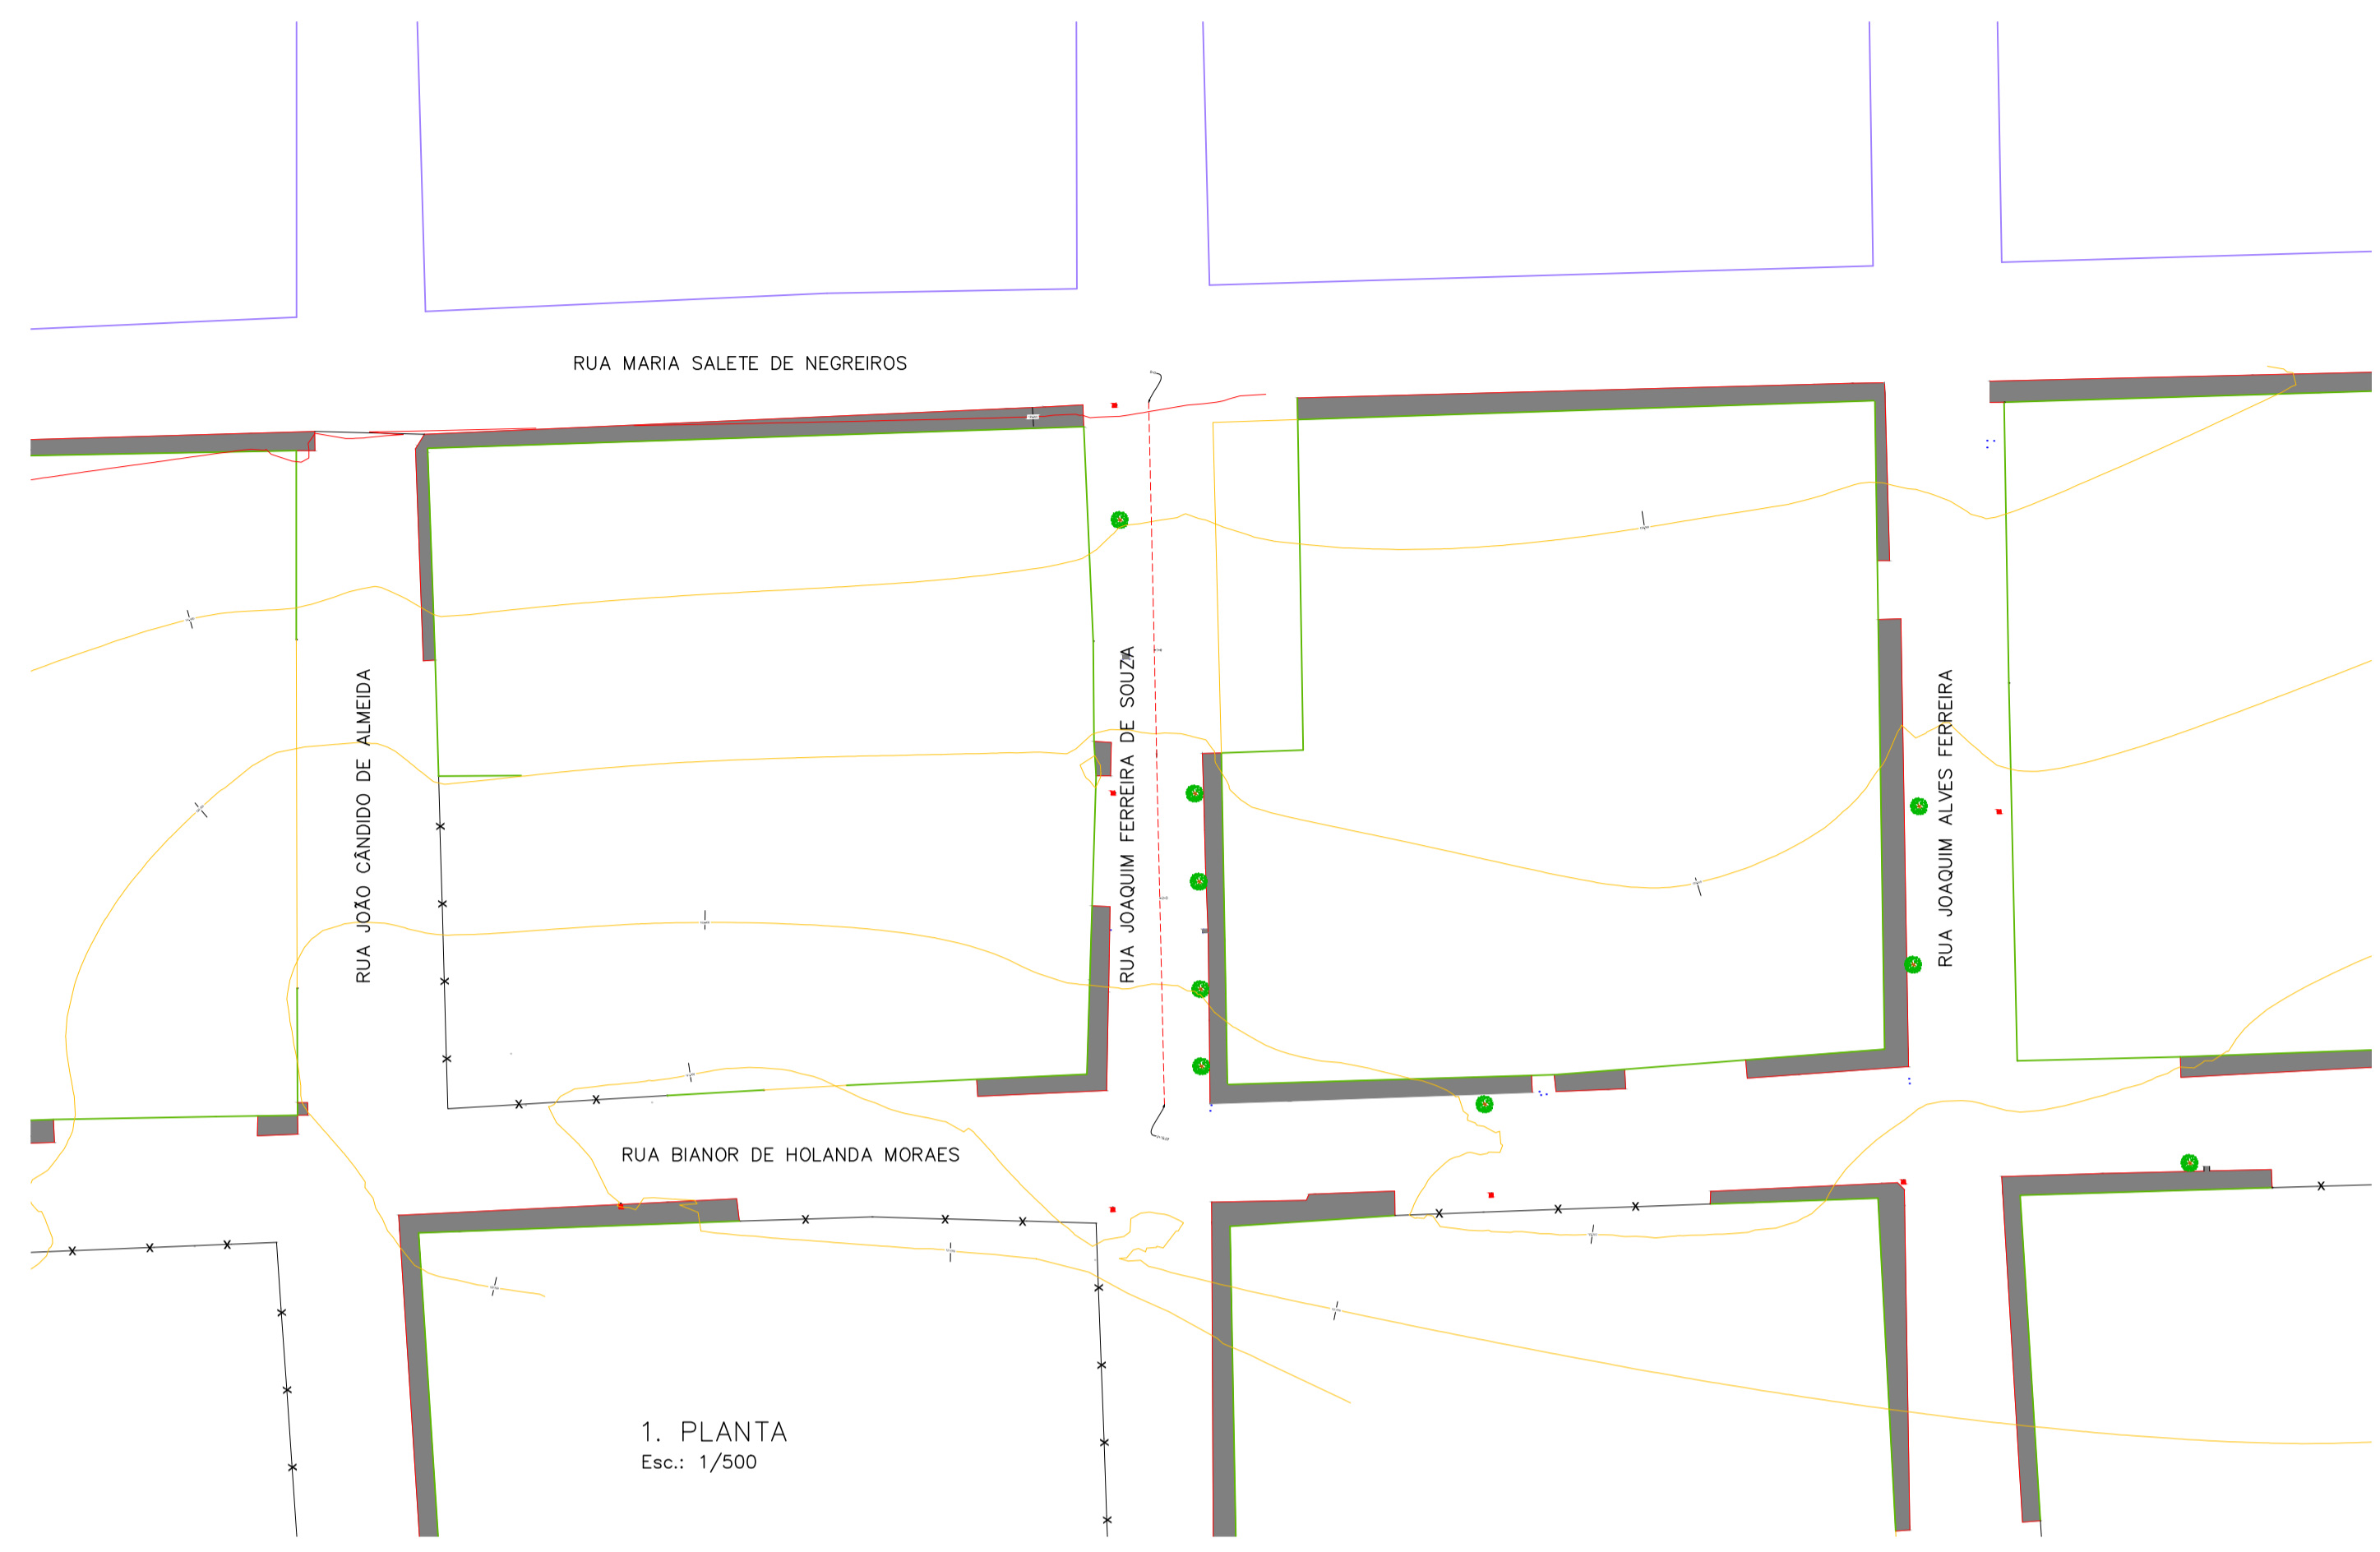 RUA MARIA SALETE DE NEGREIROS
RUA JOÃO CÂNDIDO DE ALMEIDA
RUA JOAQUIM FERREIRA DE SOUZA
RUA JOAQUIM ALVES FERREIRA
RUA BIANOR DE HOLANDA MORAES
1. PLANTA
Esc.: 1/500